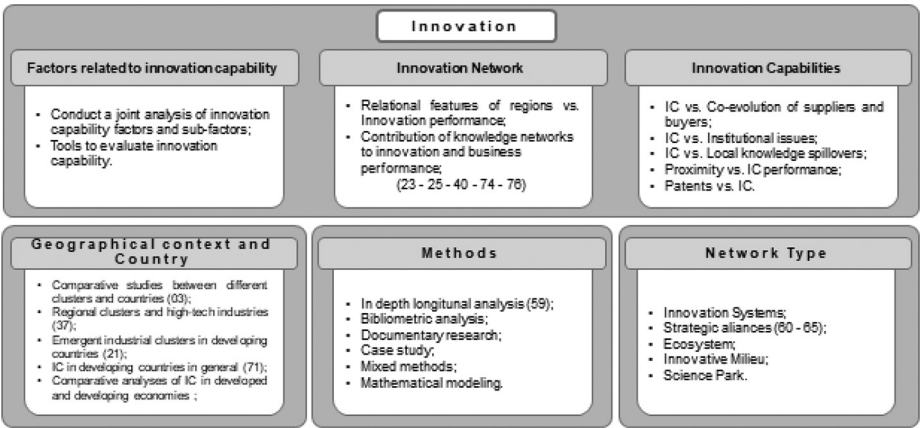 Innovation
Factors related to innovation capability
• Conduct a joint analysis of innovation
capability factors and sub-factors;
• Tools to evaluate innovation
capability.
Innovation Network
• Relational features of regions vs.
Innovation performance;
• Contribution of knowledge networks
to innovation and business
performance;
(23 - 25 - 40 - 74 - 76)
Innovation Capabilities
• IC vs. Co-evolution of suppliers and
buyers;
• IC vs. Institutional issues;
• IC vs. Local knowledge spillovers;
• Proximity vs. IC performance;
• Patents vs. IC.
Geographical context and
Country
• Comparative studies between different
clusters and countries (03);
• Regional clusters and high-tech industries
(37);
• Emergent industrial clusters in developing
countries (21);
• IC in developing countries in general (71);
• Comparative analyses of IC in developed
and developing economies ;
Methods
• In depth longitunal analysis (59);
• Bibliometric analysis;
• Documentary research;
• Case study;
• Mixed methods;
• Mathematical modeling.
Network Type
• Innovation Systems;
• Strategic aliances (60 - 65);
• Ecosystem;
• Innovative Milieu;
• Science Park.